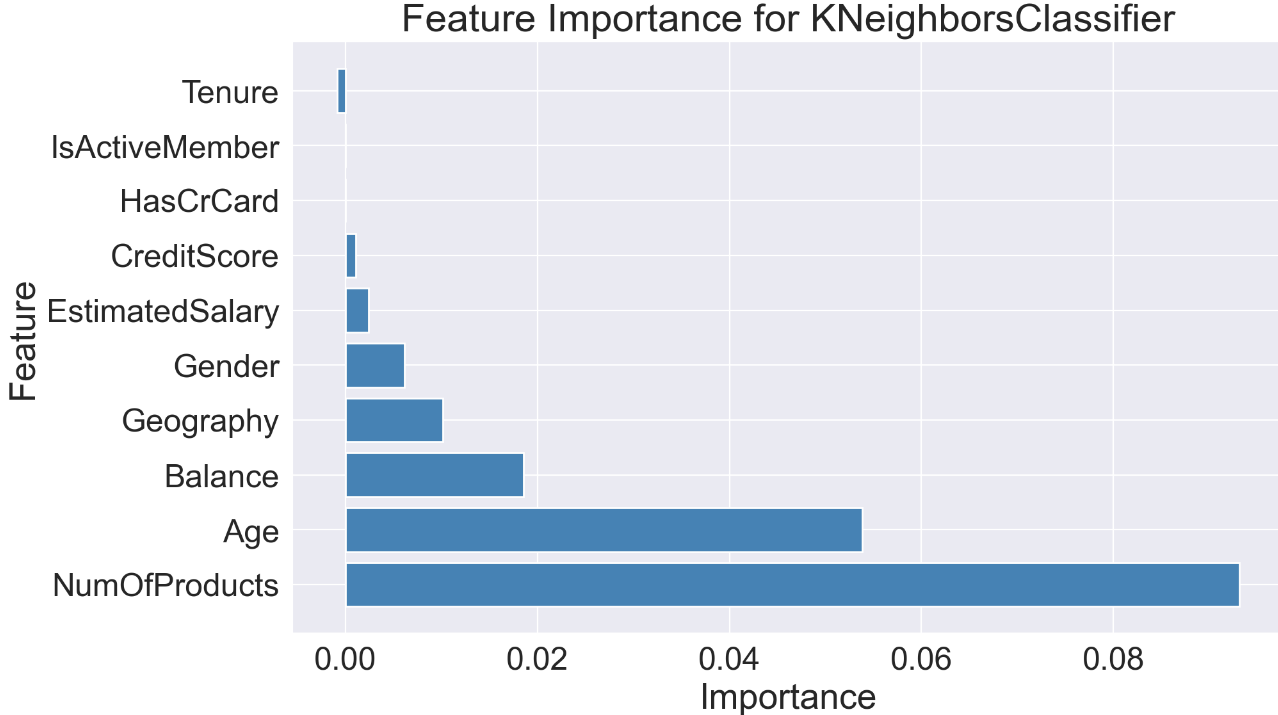 Feature Importance for KNeighborsClassifier
Tenure
IsActiveMember
HasCrCard
CreditScore
EstimatedSalary
Gender
Geography
Balance
Age
NumOfProducts
Feature
0.00 0.02 0.04 0.06 0.08
Importance